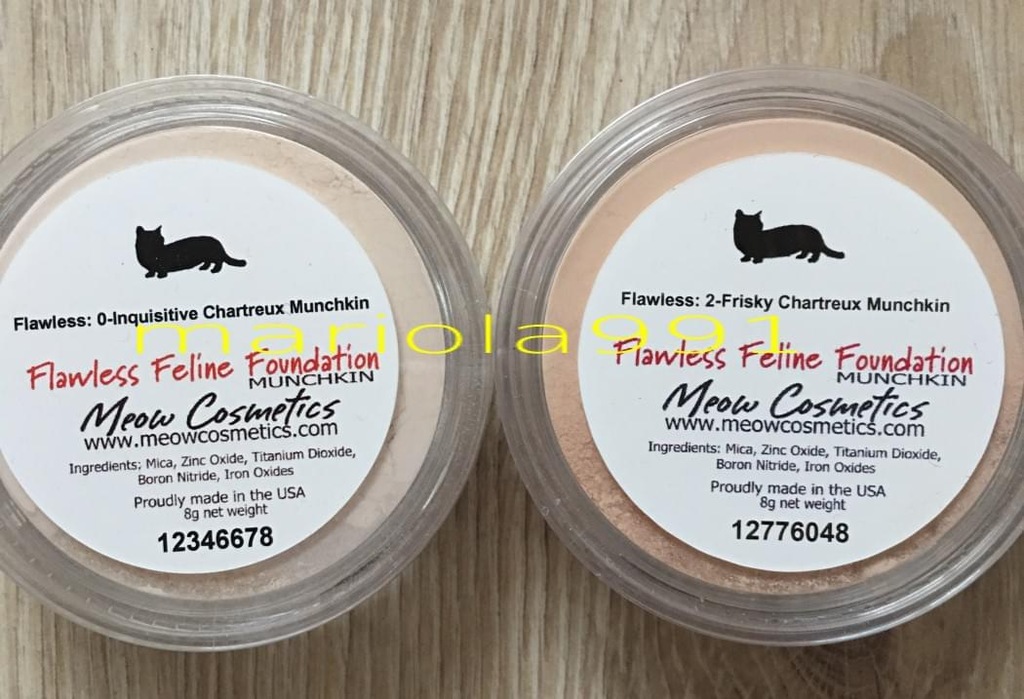 Flawless: 0-Inquisitive Chartreux Munchkin
Flawless Feline Foundation
MUNCHKIN
Meow Cosmetics
www.meowcosmetics.com
Ingredients; Mica, Zinc Oxide, Titanium Dioxide,
Boron Nitride, Iron Oxides
Proudly made in the USA
8g net weight
12346678
Flawless: 2-Frisky Chartreux Munchkin
Flawless Feline Foundation
MUNCHKIN
Meow Cosmetics
www.meowcosmetics.com
Ingredients: Mica, Zinc Oxide, Titanium Dioxide,
Boron Nitride, Iron Oxides
Proudly made in the USA
8g net weight
12776048
mariola991